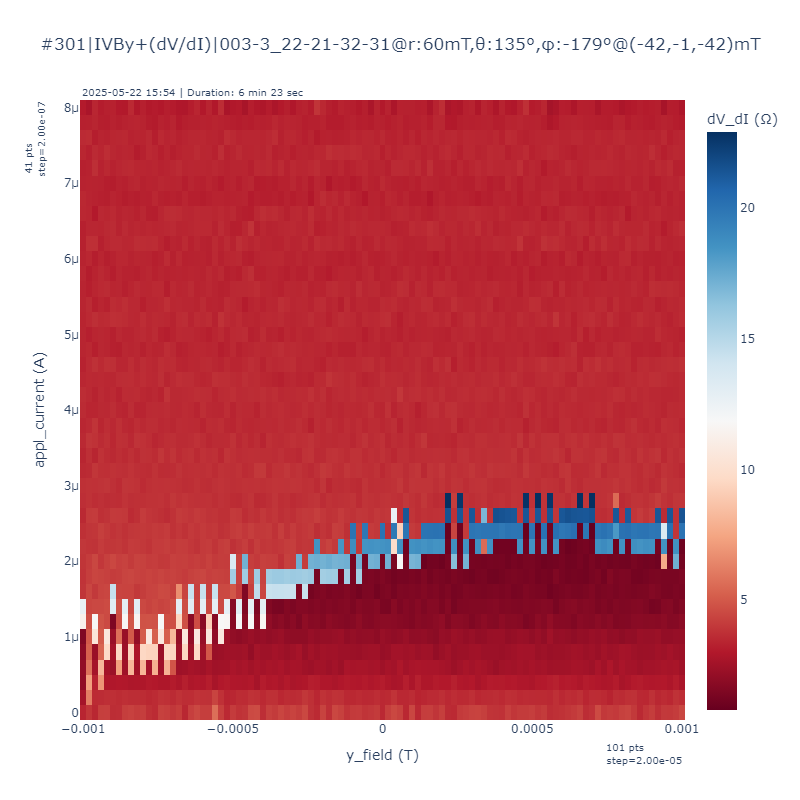 #301|IVBy+(dV/dI)|003-3_22-21-32-31@r:60mT,θ:135º,φ:-179º@(-42,-1,-42)mT
2025-05-22 15:54 | Duration: 6 min 23 sec
41 pts
step=2.00e-07
appl_current (A)
8μ
7μ
6μ
5μ
4μ
3μ
2μ
1μ
0
−0.001
−0.0005
0
0.0005
0.001
y_field (T)
101 pts
step=2.00e-05
dV_dI (Ω)
20
15
10
5